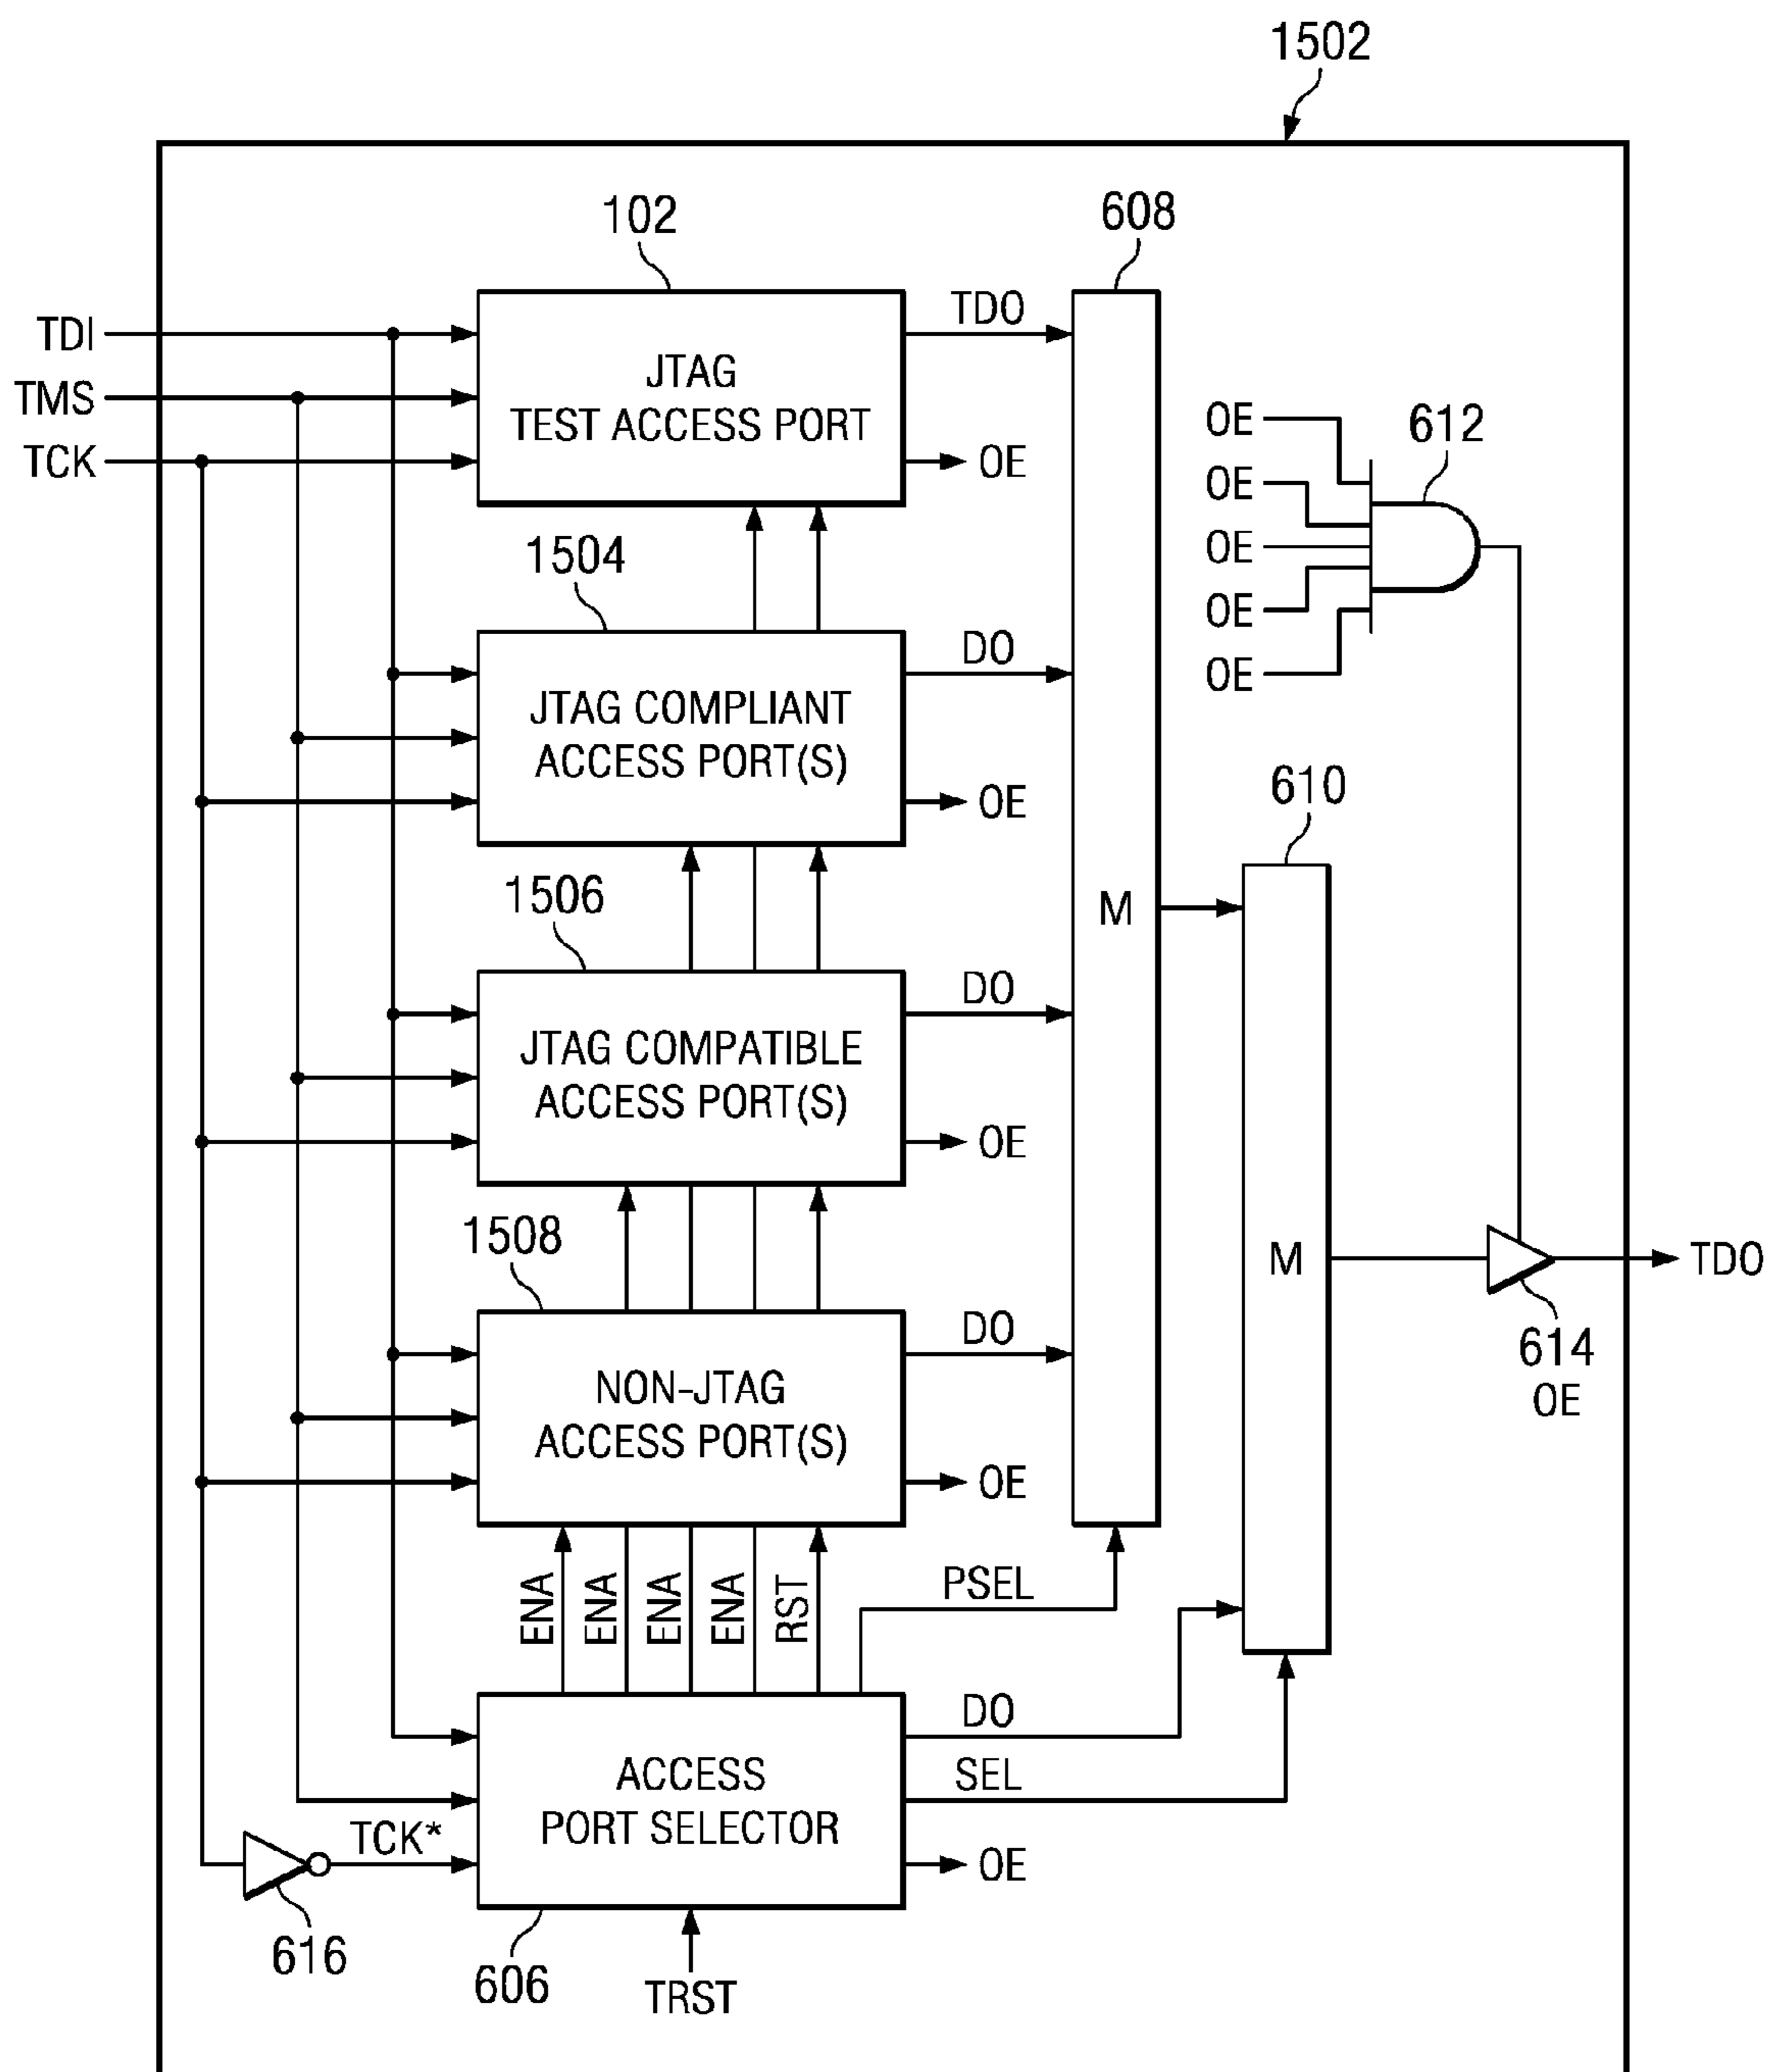 1502
102
608
TDI
TMS
TCK
JTAG
TEST ACCESS PORT
TDO
OE
OE
OE
OE
OE
OE
612
1504
JTAG COMPLIANT
ACCESS PORT(S)
DO
OE
610
1506
JTAG COMPATIBLE
ACCESS PORT(S)
DO
OE
M
M
1508
NON-JTAG
ACCESS PORT(S)
DO
OE
TDO
614
OE
ENA
ENA
ENA
ENA
RST
PSEL
ACCESS
PORT SELECTOR
DO
SEL
OE
TCK*
616
606
TRST